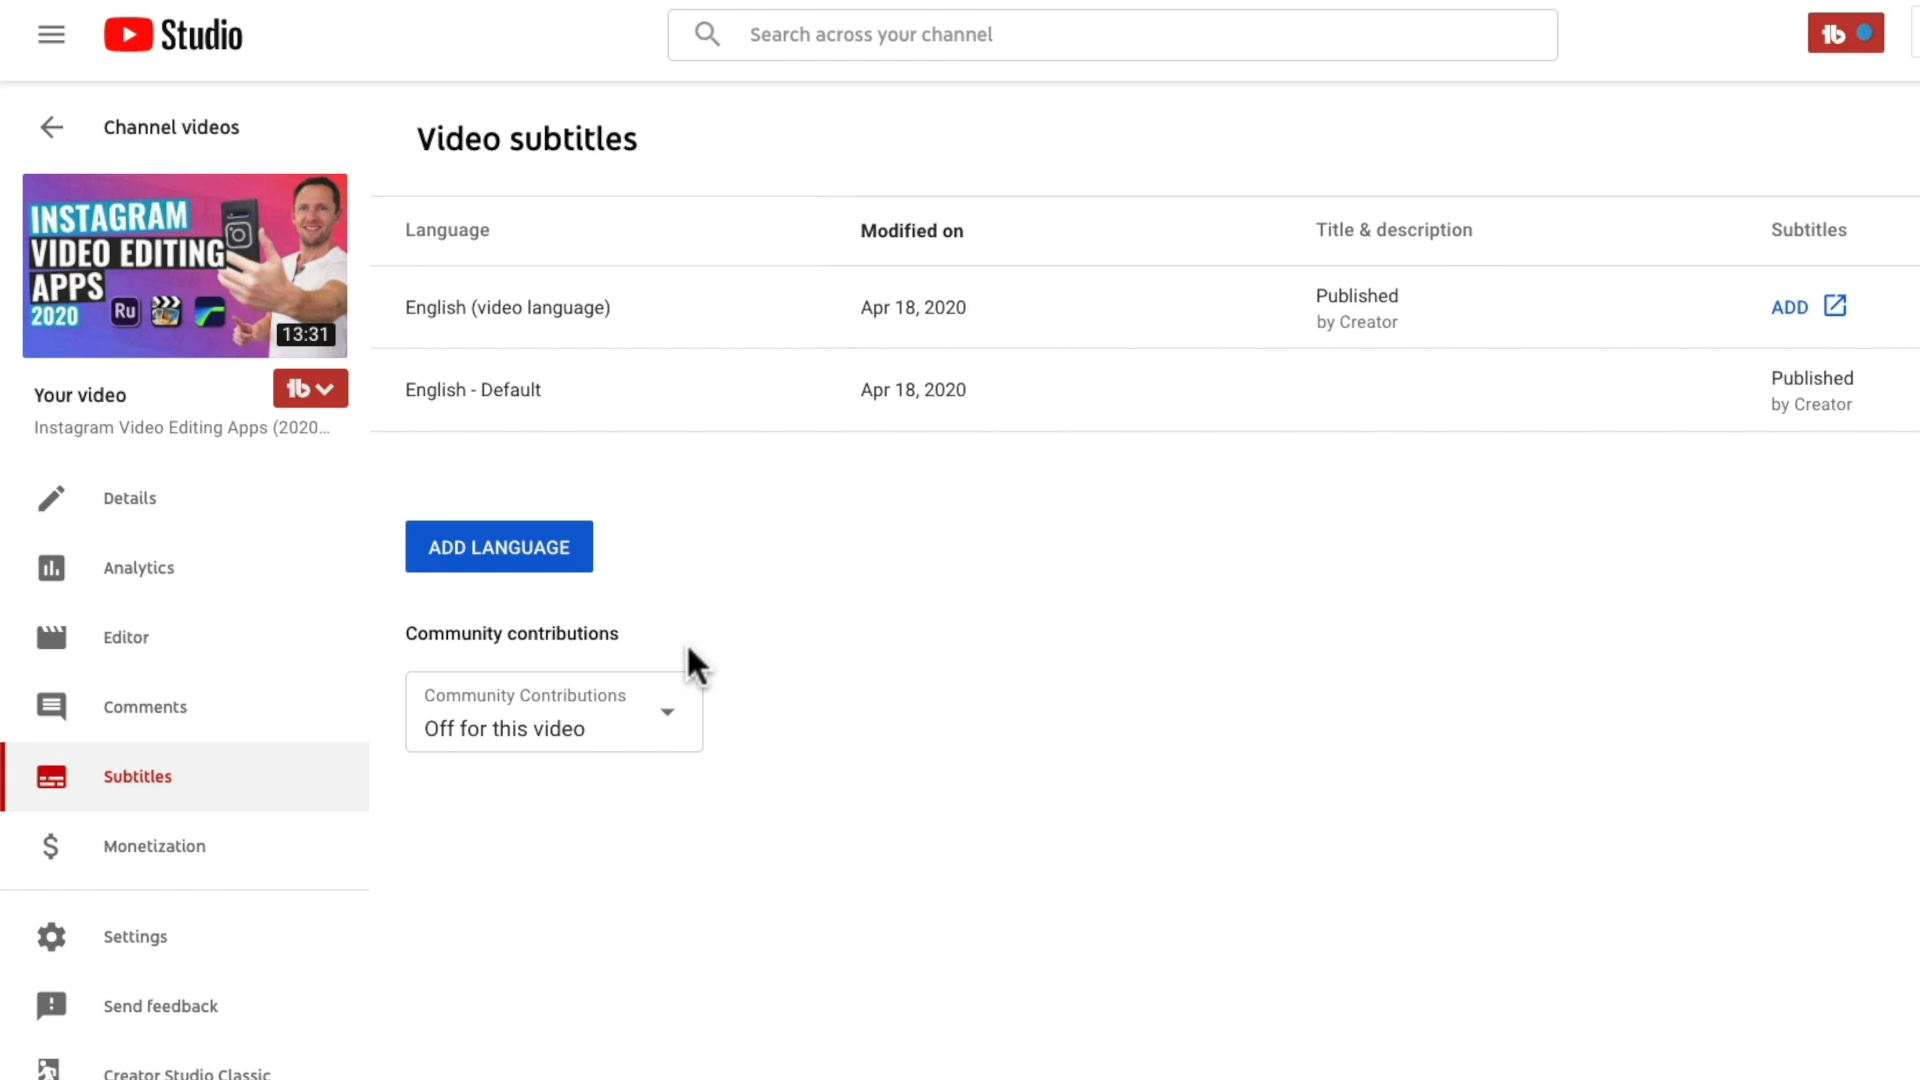 Studio
Search across your channel
Channel videos
INSTAGRAM
VIDEO EDITING
APPS
2020
Ru
13:31
Your video
Instagram Video Editing Apps (2020...
Details
Analytics
Editor
Comments
Subtitles
Monetization
Settings
Send feedback
Creator Studio Classic
Video subtitles
Language Modified on Title & description Subtitles
English (video language) Apr 18, 2020 Published by Creator ADD
English - Default Apr 18, 2020 Published by Creator
ADD LANGUAGE
Community contributions
Community Contributions
Off for this video